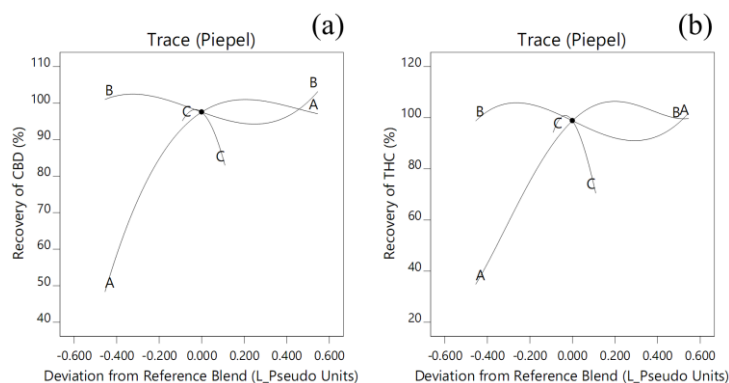 (a)
Trace (Piepel)
Recovery of CBD (%)
110
100
90
80
70
60
50
40
B
C
B
A
C
A
-0.600 -0.400 -0.200 0.000 0.200 0.400 0.600
Deviation from Reference Blend (L_Pseudo Units)
(b)
Trace (Piepel)
Recovery of THC (%)
120
100
80
60
40
20
B
C
B
A
C
A
-0.600 -0.400 -0.200 0.000 0.200 0.400 0.600
Deviation from Reference Blend (L_Pseudo Units)